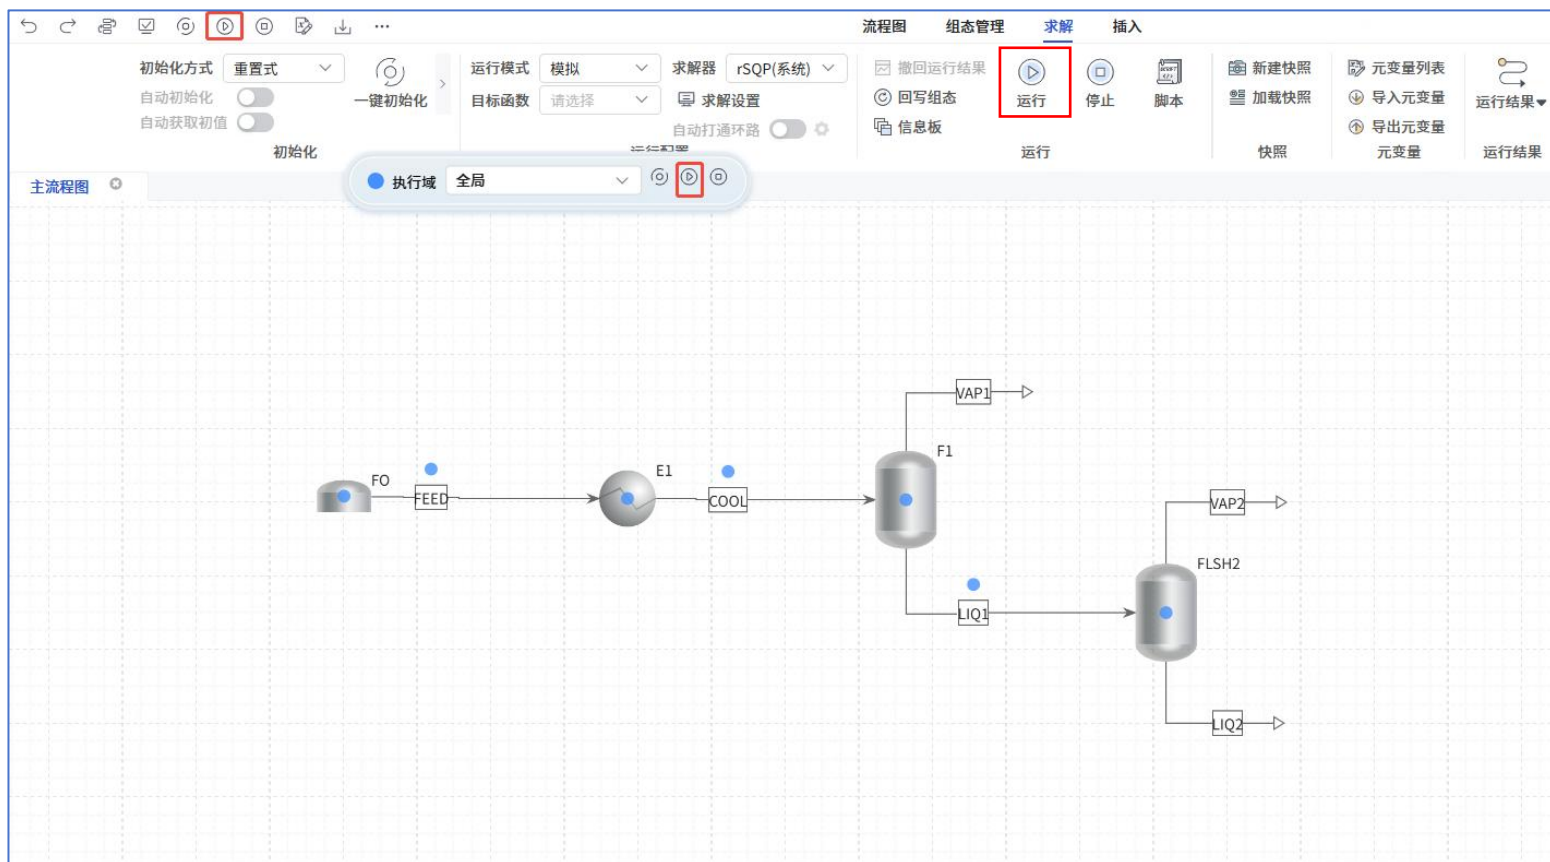 流程图 组态管理 求解 插入
初始化方式 重置式
自动初始化
自动获取初值
一键初始化
初始化
运行模式 模拟
目标函数 请选择
求解器 rSQP(系统)
求解设置
自动打通环路
运行配置
撤回运行结果
回写组态
信息板
运行
停止
脚本
运行
新建快照
加载快照
快照
元变量列表
导入元变量
导出元变量
元变量
运行结果
运行结果
主流程图
执行域 全局
VAP1
F1
FO
FEED
E1
COOL
VAP2
FLSH2
LIQ1
LIQ2